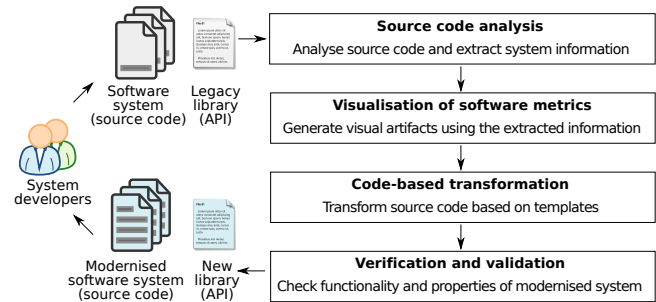 Source code analysis
Analyse source code and extract system information
Software
system
(source code)
Legacy
library
(API)
Visualisation of software metrics
Generate visual artifacts using the extracted information
System
developers
Code-based transformation
Transform source code based on templates
Modernised
software system
(source code)
New
library
(API)
Verification and validation
Check functionality and properties of modernised system